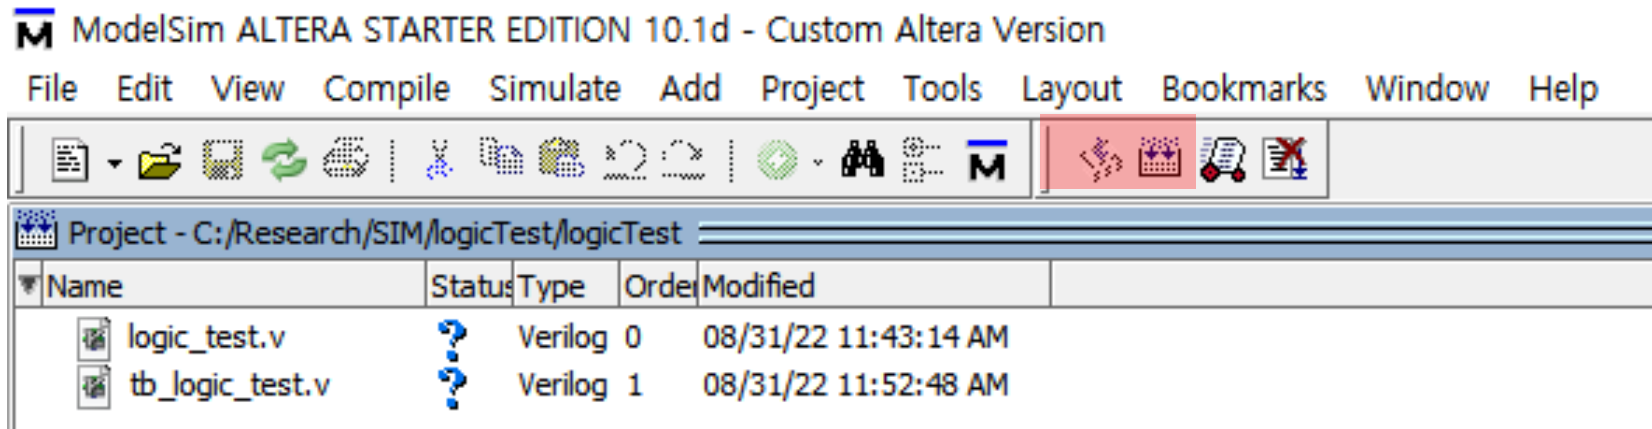 ModelSim ALTERA STARTER EDITION 10.1d - Custom Altera Version
File Edit View Compile Simulate Add Project Tools Layout Bookmarks Window Help
Project - C:/Research/SIM/logicTest/logicTest
Name Status Type Order Modified
logic_test.v ? Verilog 0 08/31/22 11:43:14 AM
tb_logic_test.v ? Verilog 1 08/31/22 11:52:48 AM